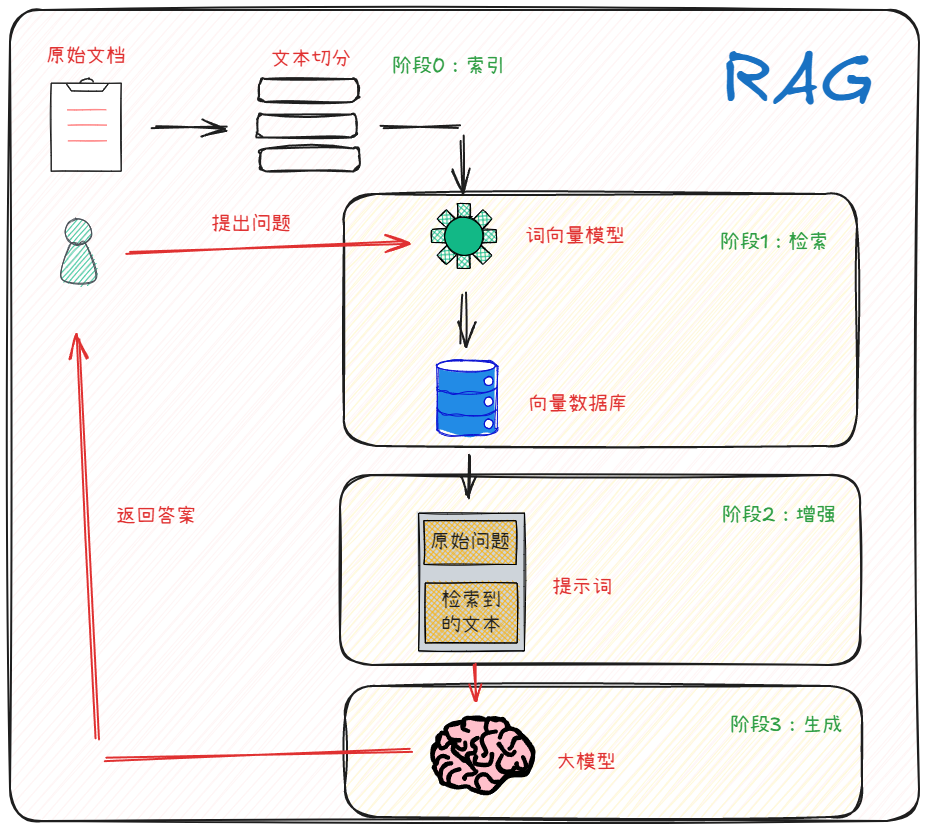 原始文档
文本切分
阶段0：索引
RAG
提出问题
词向量模型
阶段1：检索
向量数据库
返回答案
阶段2：增强
原始问题
检索到
的文本
提示词
阶段3：生成
大模型